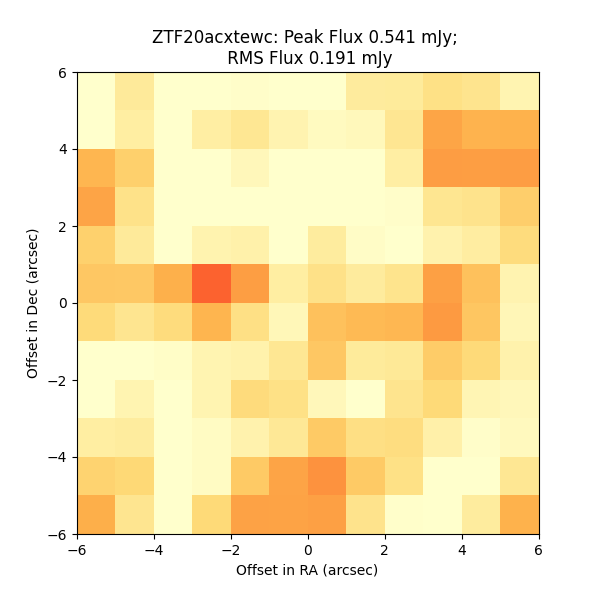 ZTF20acxtewc: Peak Flux 0.541 mJy;
RMS Flux 0.191 mJy
6
4
2
0
−2
−4
−6
Offset in Dec (arcsec)
−6 −4 −2 0 2 4 6
Offset in RA (arcsec)